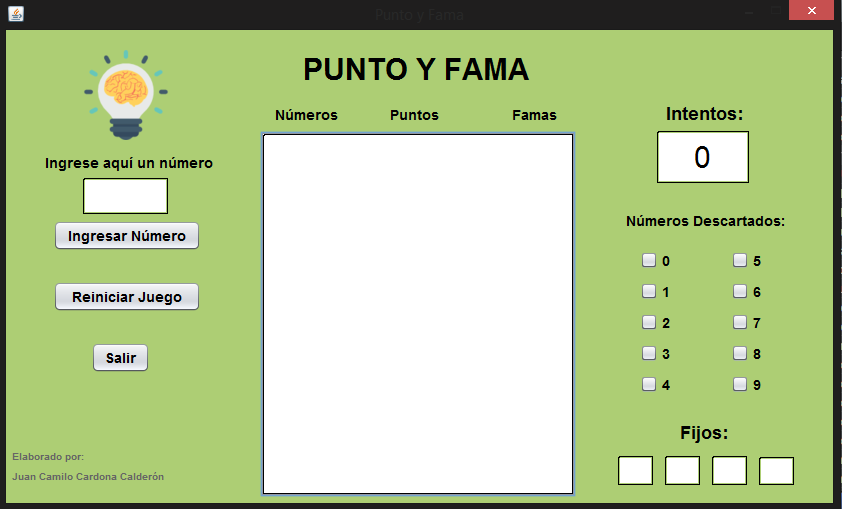 Punto y Fama
PUNTO Y FAMA
Números Puntos Famas
Ingrese aquí un número
Ingresar Número
Reiniciar Juego
Salir
Elaborado por:
Juan Camilo Cardona Calderón
Intentos:
0
Números Descartados:
0 5
1 6
2 7
3 8
4 9
Fijos: